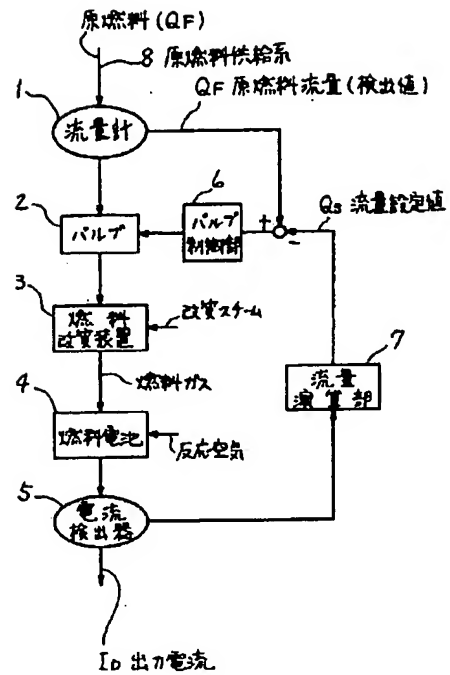 原燃料(QF)
8 原燃料供給系
QF 原燃料流量(検出値)
1
流量計
6
2
バルブ
バルブ
制御部
+
-
Qs 流量設定値
3
燃料
改質装置
改質スチーム
7
流量
演算部
燃料ガス
4
燃料電池
反応空気
5
電流
検出器
ID 出力電流